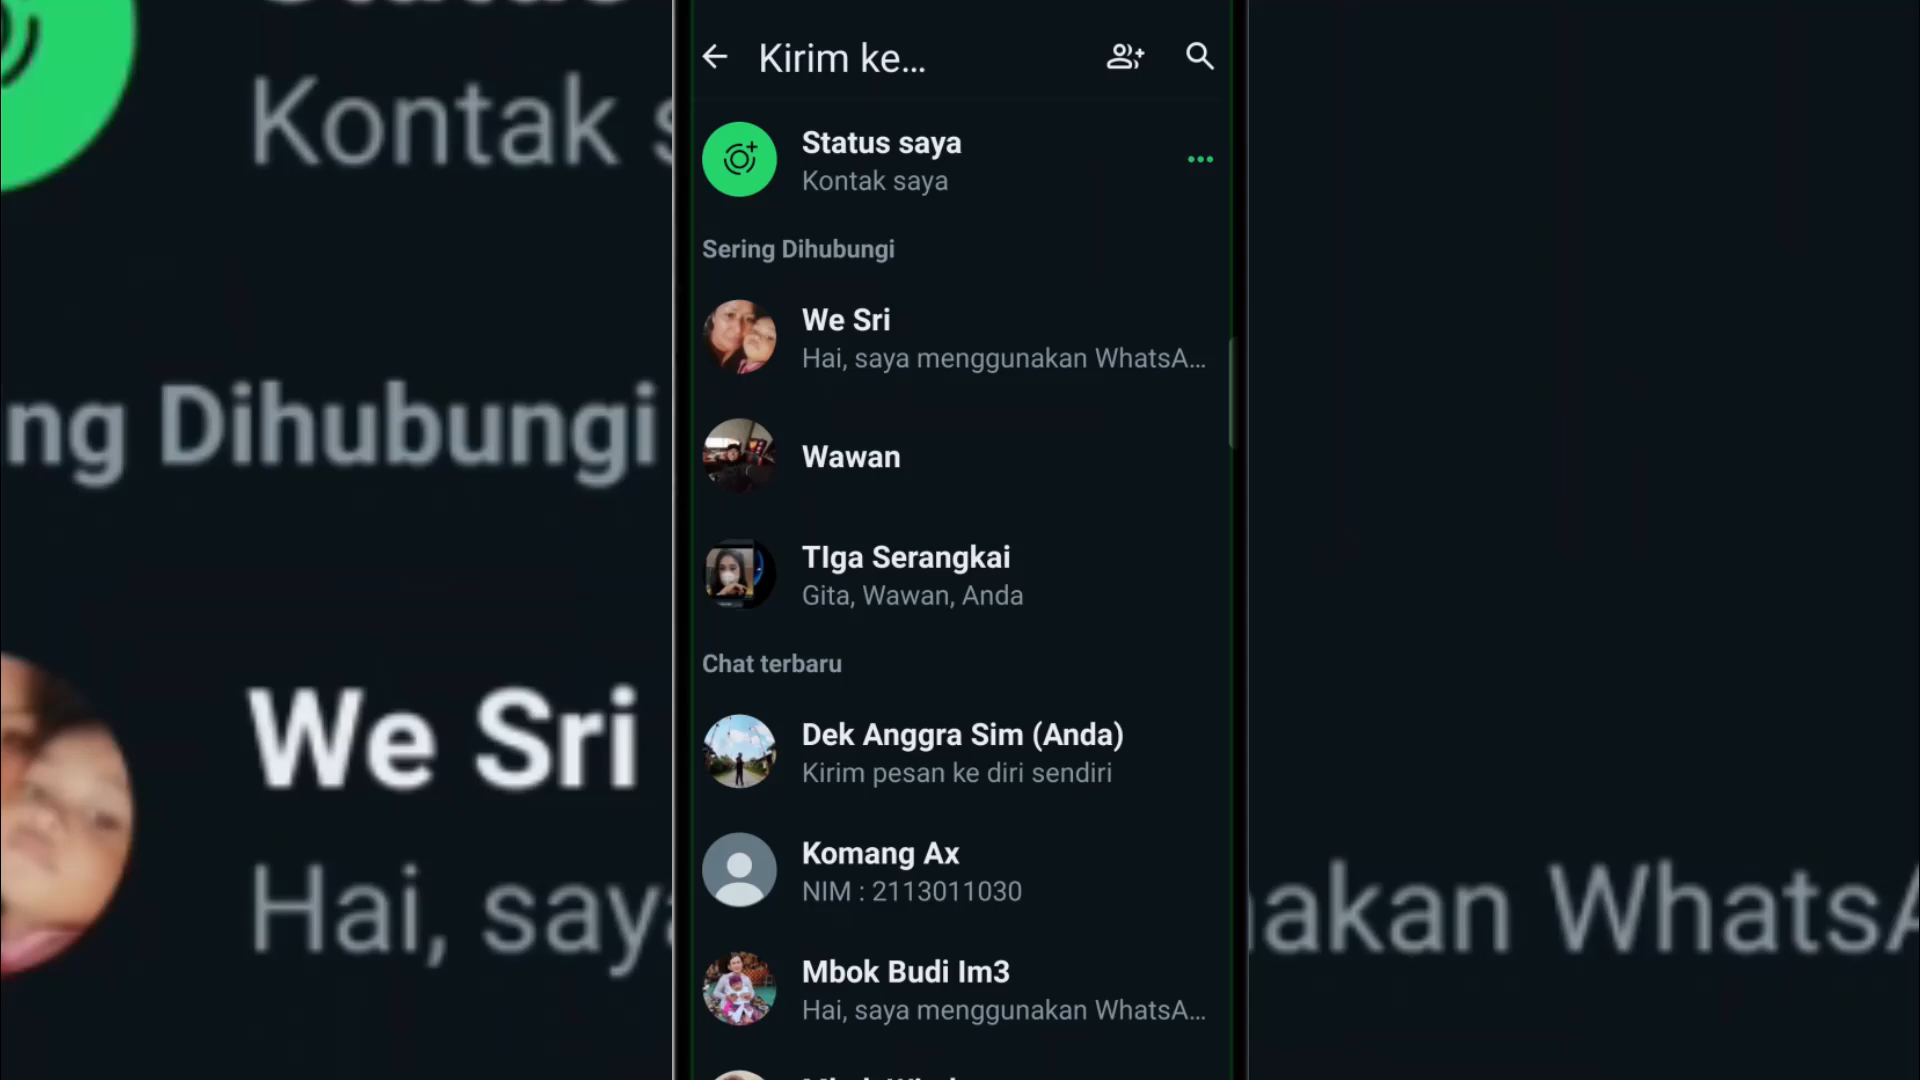 Kirim ke...
Status saya
Kontak saya
Sering Dihubungi
We Sri
Hai, saya menggunakan WhatsA...
Wawan
TIga Serangkai
Gita, Wawan, Anda
Chat terbaru
Dek Anggra Sim (Anda)
Kirim pesan ke diri sendiri
Komang Ax
NIM : 2113011030
Mbok Budi Im3
Hai, saya menggunakan WhatsA...
Kontak s
ng Dihubungi
We Sri
Hai, saya
akan WhatsA